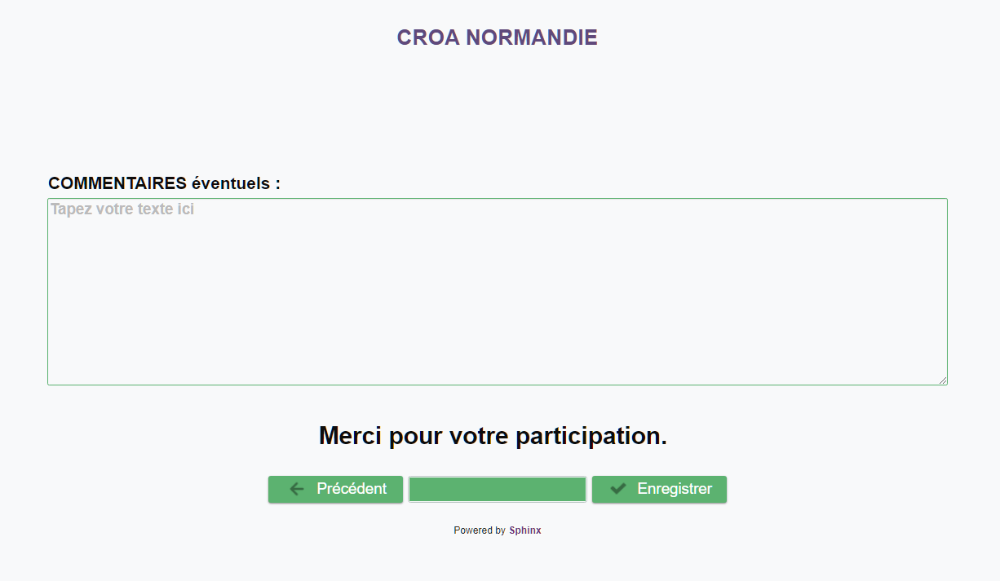 CROA NORMANDIE
COMMENTAIRES éventuels :
Tapez votre texte ici
Merci pour votre participation.
Précédent
Enregistrer
Powered by Sphinx